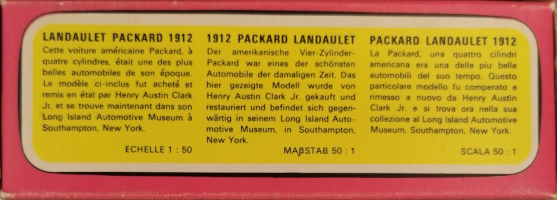 LANDAULET PACKARD 1912
Cette voiture américaine Packard, à
quatre cylindres, était une des plus
belles automobiles de son époque.
Le modèle ci-inclus fut acheté et
remis en état par Henry Austin Clark
Jr. et se trouve maintenant dans son
Long Island Automotive Museum à
Southampton, New York.
ECHELLE 1 : 50
1912 PACKARD LANDAULET
Der amerikanische Vier-Zylinder-
Packard war eines der schönsten
Automobile der damaligen Zeit. Das
hier gezeigte Modell wurde von
Henry Austin Clark Jr. gekauft und
restauriert und befindet sich gegen-
wärtig in seinem Long Island Auto-
motive Museum, in Southampton,
New York.
MAßSTAB 50 : 1
PACKARD LANDAULET 1912
La Packard, una quattro cilindri
americana era una delle piu belle
automobili del suo tempo. Questo
particolare modello fu comperato e
rimesso a nuovo da Henry Austin
Clark Jr. e si trova ora nella sua
collezione al Long Island Automotive
Museum, Southampton, New York.
SCALA 50 : 1